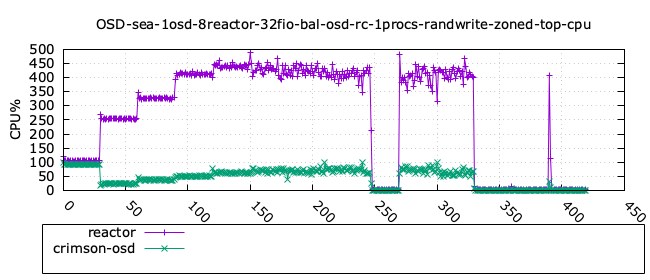 OSD-sea-1osd-8reactor-32fio-bal-osd-rc-1procs-randwrite-zoned-top-cpu
500
450
400
350
300
250
200
150
100
50
0
CPU%
0 50 100 150 200 250 300 350 400 450
reactor
crimson-osd